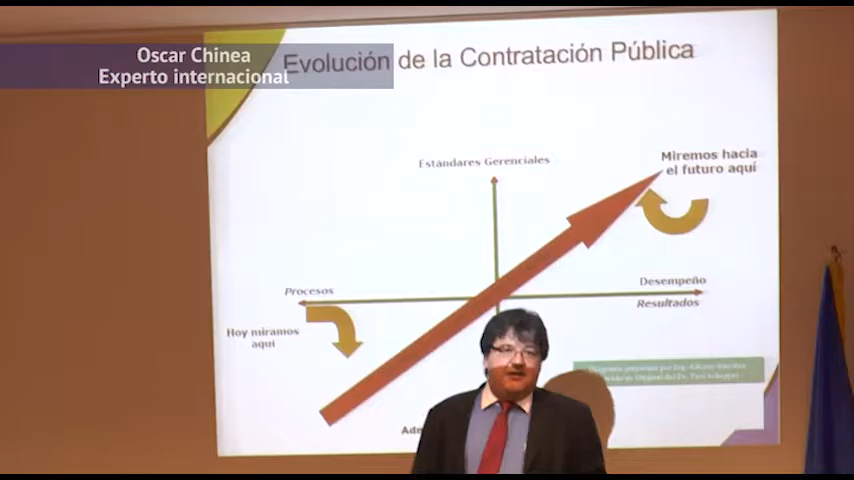 Oscar Chinea
Experto internacional
Evolución de la Contratación Pública
Estándares Gerenciales
Miremos hacia
el futuro aquí
Procesos
Desempeño
Resultados
Hoy miramos
aquí